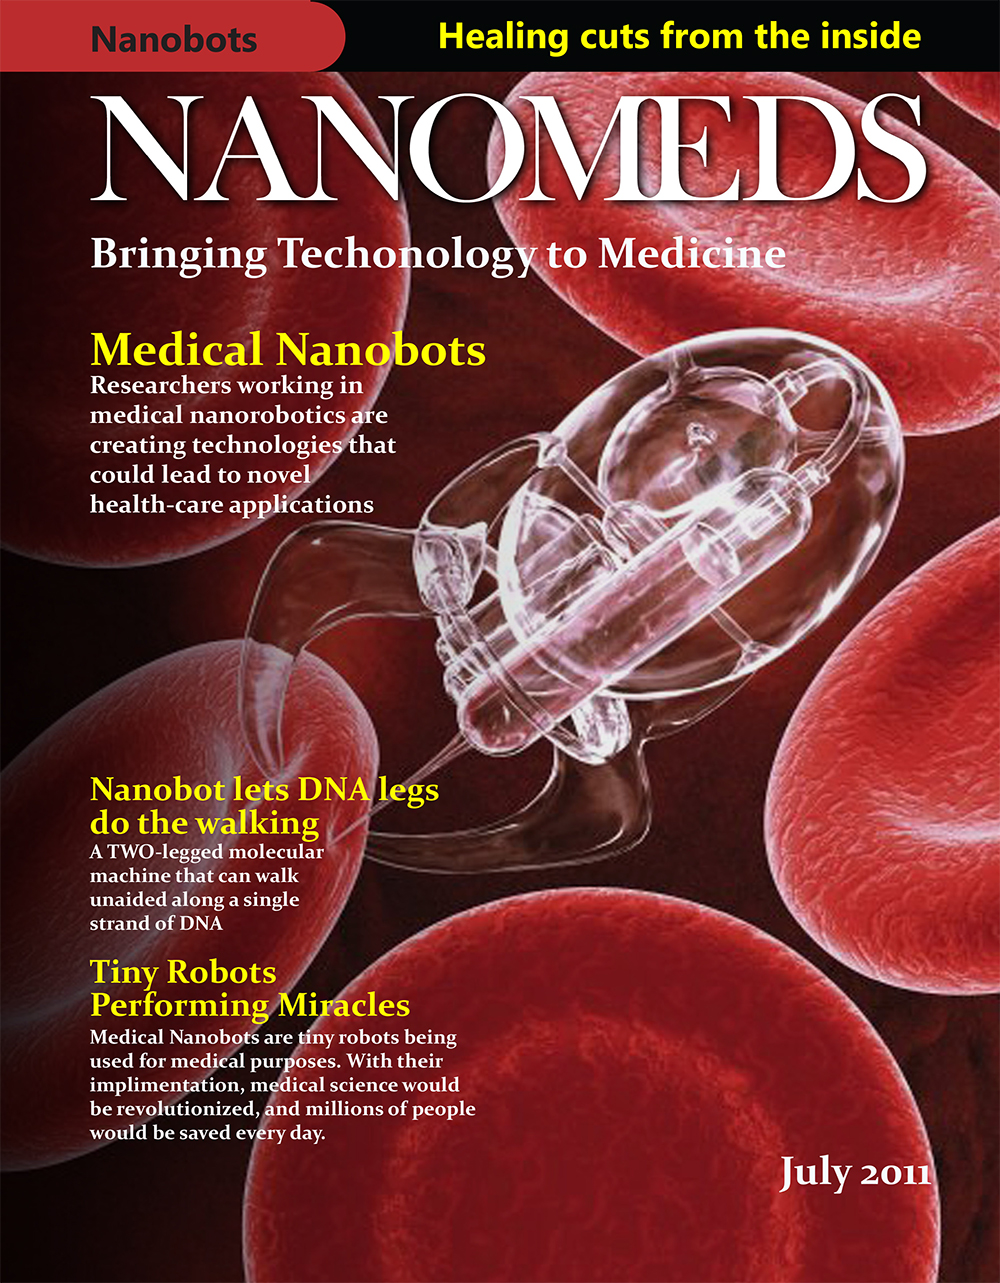 Nanobots
Healing cuts from the inside
NANOMEDS
Bringing Techonology to Medicine
Medical Nanobots
Researchers working in
medical nanorobotics are
creating technologies that
could lead to novel
health-care applications
Nanobot lets DNA legs
do the walking
A TWO-legged molecular
machine that can walk
unaided along a single
strand of DNA
Tiny Robots
Performing Miracles
Medical Nanobots are tiny robots being
used for medical purposes. With their
implimentation, medical science would
be revolutionized, and millions of people
would be saved every day.
July 2011